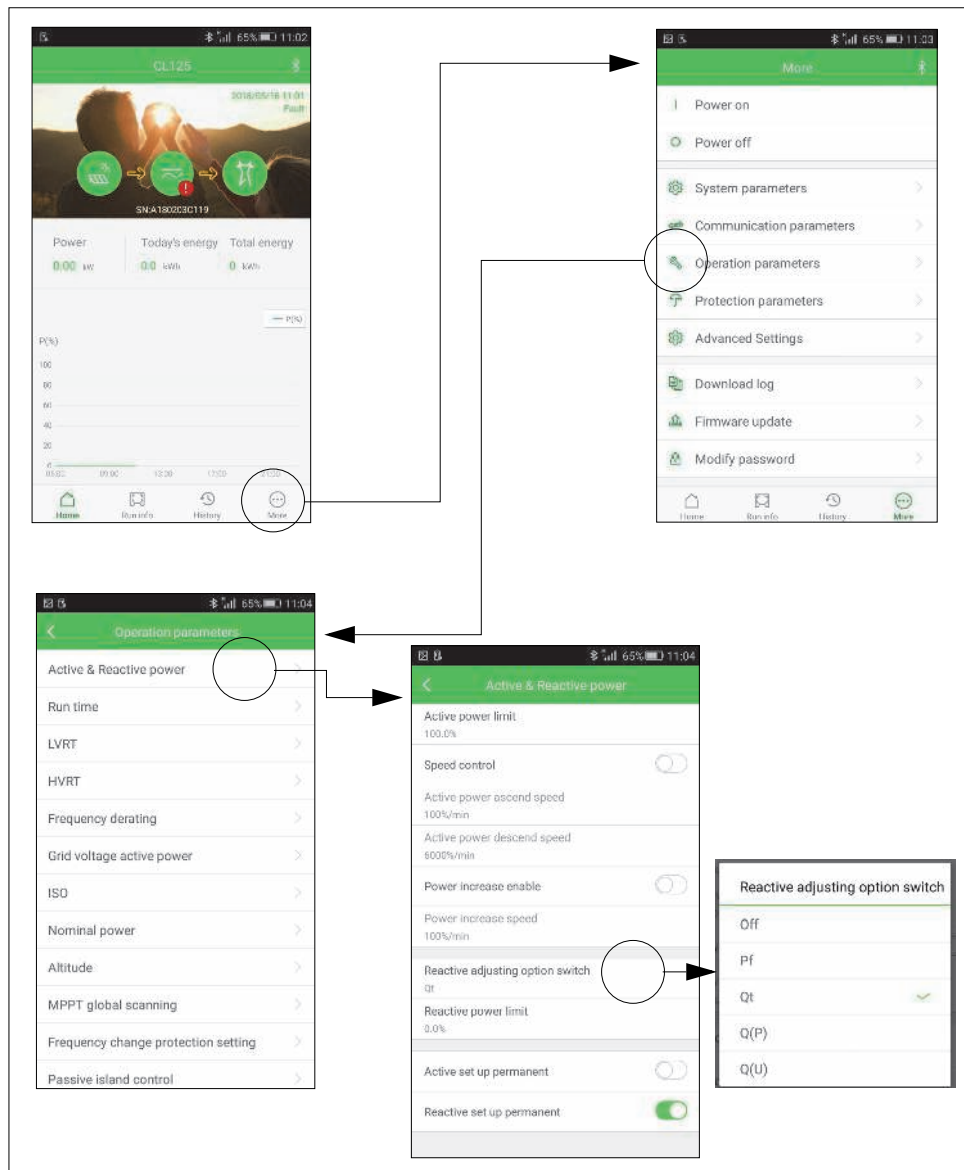 65% 11:02
CL125
2018/05/16 11:01
Fault
SN:A180203C119
Power Today's energy Total energy
0.00 kW 0.0 kWh 0 kWh
P(%)
P(%)
100
80
60
40
20
0
09:00 13:00 17:00
Home Run info History More
65% 11:03
More
Power on
Power off
System parameters
Communication parameters
Operation parameters
Protection parameters
Advanced Settings
Download log
Firmware update
Modify password
Home Run info History More
65% 11:04
Operation parameters
Active & Reactive power
Run time
LVRT
HVRT
Frequency derating
Grid voltage active power
ISO
Nominal power
Altitude
MPPT global scanning
Frequency change protection setting
Passive island control
65% 11:04
Active & Reactive power
Active power limit
100.0%
Speed control
Active power ascend speed
100%/min
Active power descend speed
6000%/min
Power increase enable
Power increase speed
100%/min
Reactive adjusting option switch
Qt
Reactive power limit
0.0%
Active set up permanent
Reactive set up permanent
Reactive adjusting option switch
Off
Pf
Qt
Q(P)
Q(U)